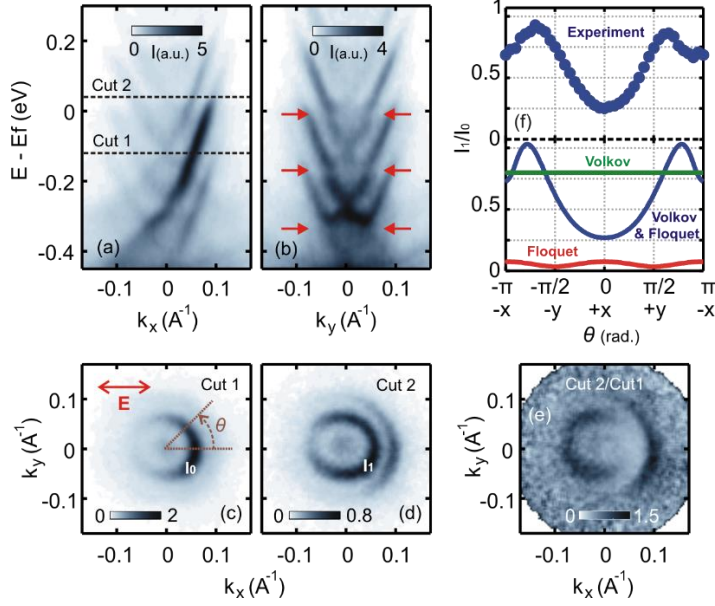 0.2
0
-0.2
-0.4
E - Ef (eV)
0 5
I(a.u.)
Cut 2
Cut 1
(a)
-0.1 0 0.1
kx (A-1)
0 4
I(a.u.)
(b)
-0.1 0 0.1
ky (A-1)
1
0.5
0
0.5
0
I1/I0
Experiment
(f)
Volkov
Volkov
& Floquet
Floquet
-π -π/2 0 π/2 π
-x -y +x +y -x
θ (rad.)
0.1
0
-0.1
ky (A-1)
Cut 1
E
θ
I0
0 2
(c)
-0.1 0 0.1
kx (A-1)
Cut 2
I1
0 0.8
(d)
-0.1 0 0.1
kx (A-1)
0.1
0
-0.1
ky (A-1)
Cut 2/Cut1
(e)
0 1.5
-0.1 0 0.1
kx (A-1)